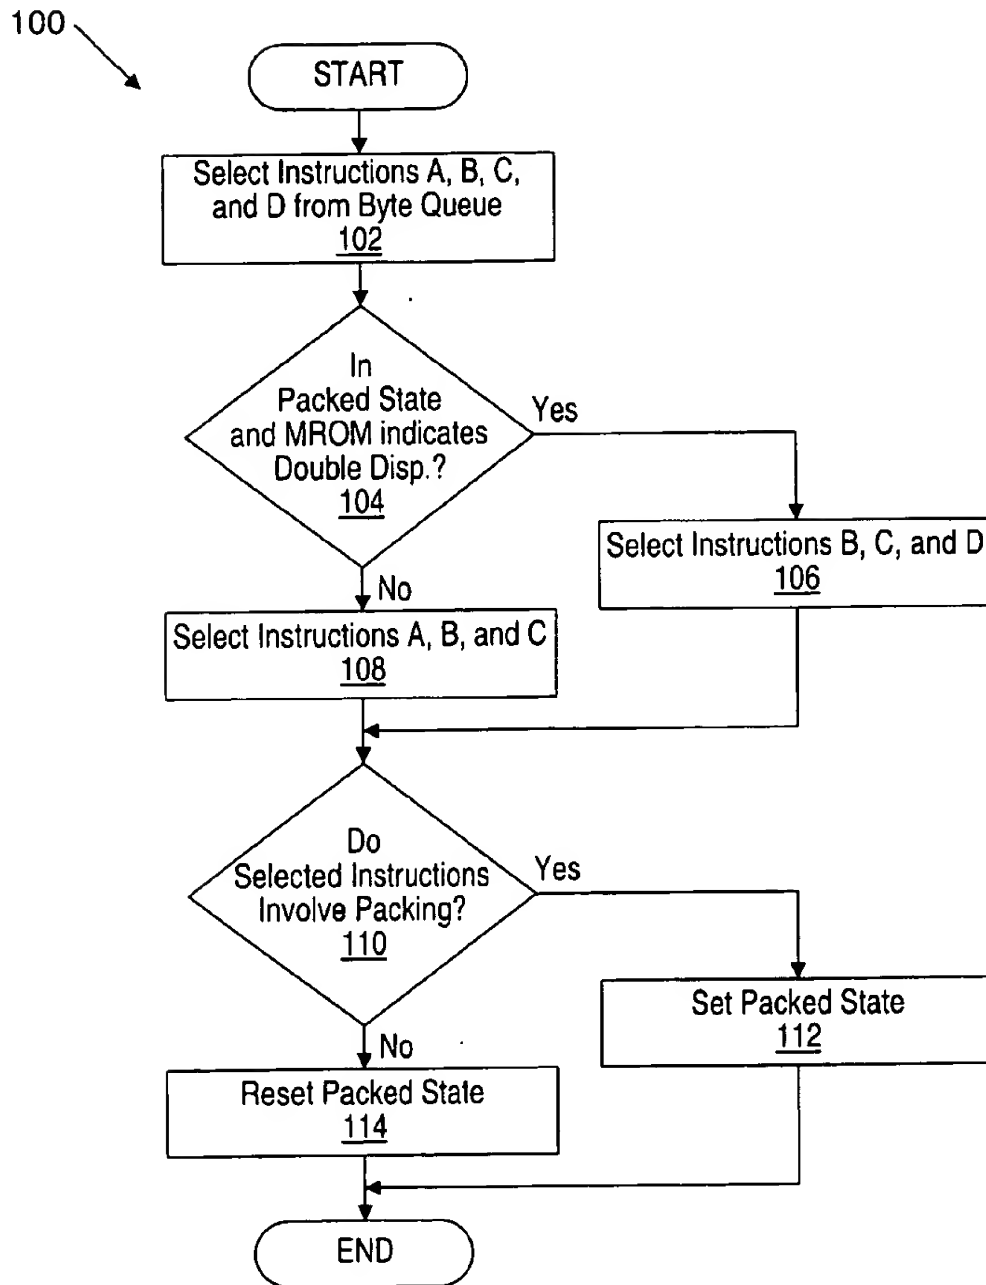 100
START
Select Instructions A, B, C,
and D from Byte Queue
102
In
Packed State
and MROM indicates
Double Disp.?
104
Yes
Select Instructions B, C, and D
106
No
Select Instructions A, B, and C
108
Do
Selected Instructions
Involve Packing?
110
Yes
Set Packed State
112
No
Reset Packed State
114
END